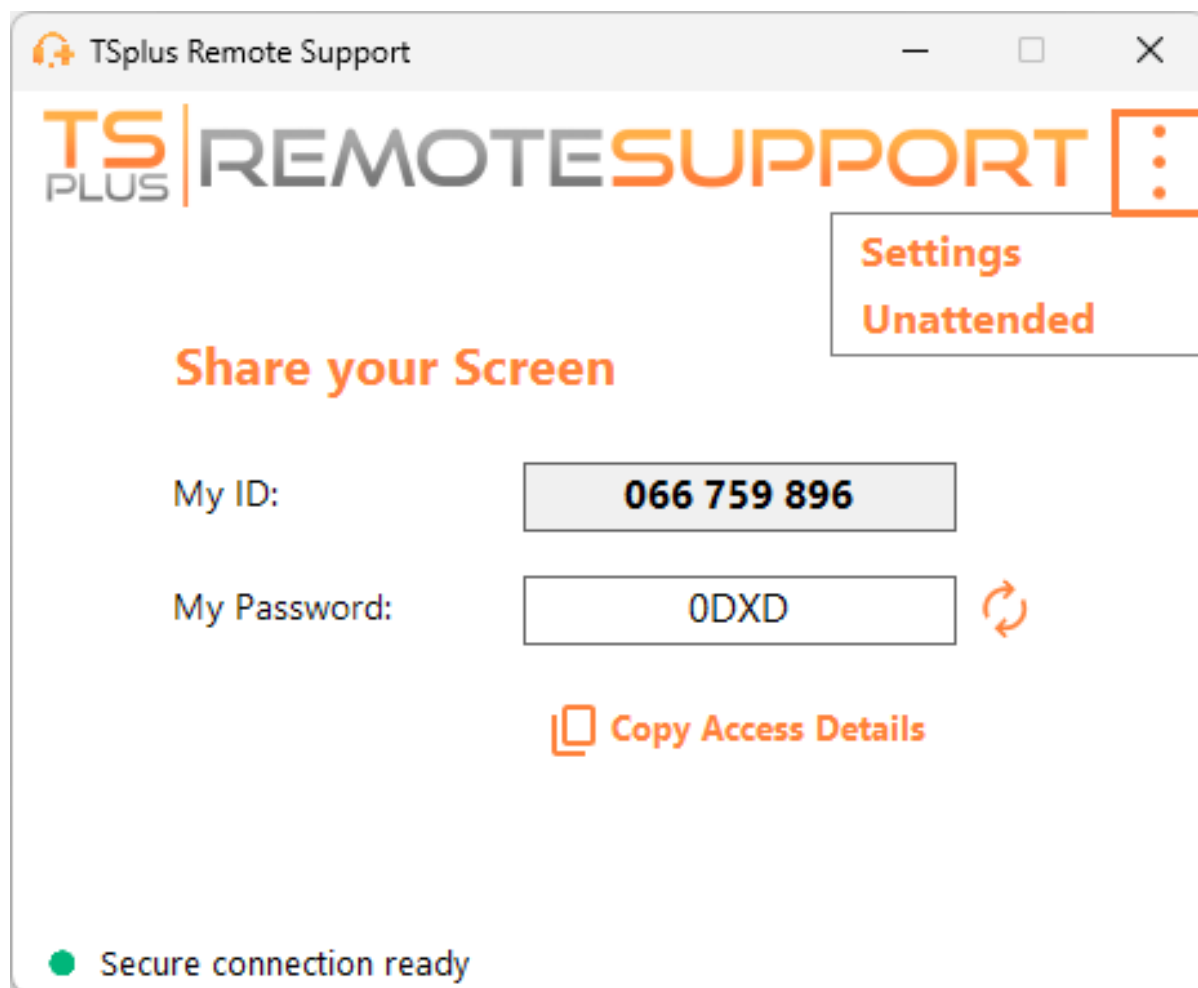 TSplus Remote Support
TS PLUS REMOTESUPPORT
Settings
Unattended
Share your Screen
My ID: 066 759 896
My Password: 0DXD
Copy Access Details
Secure connection ready